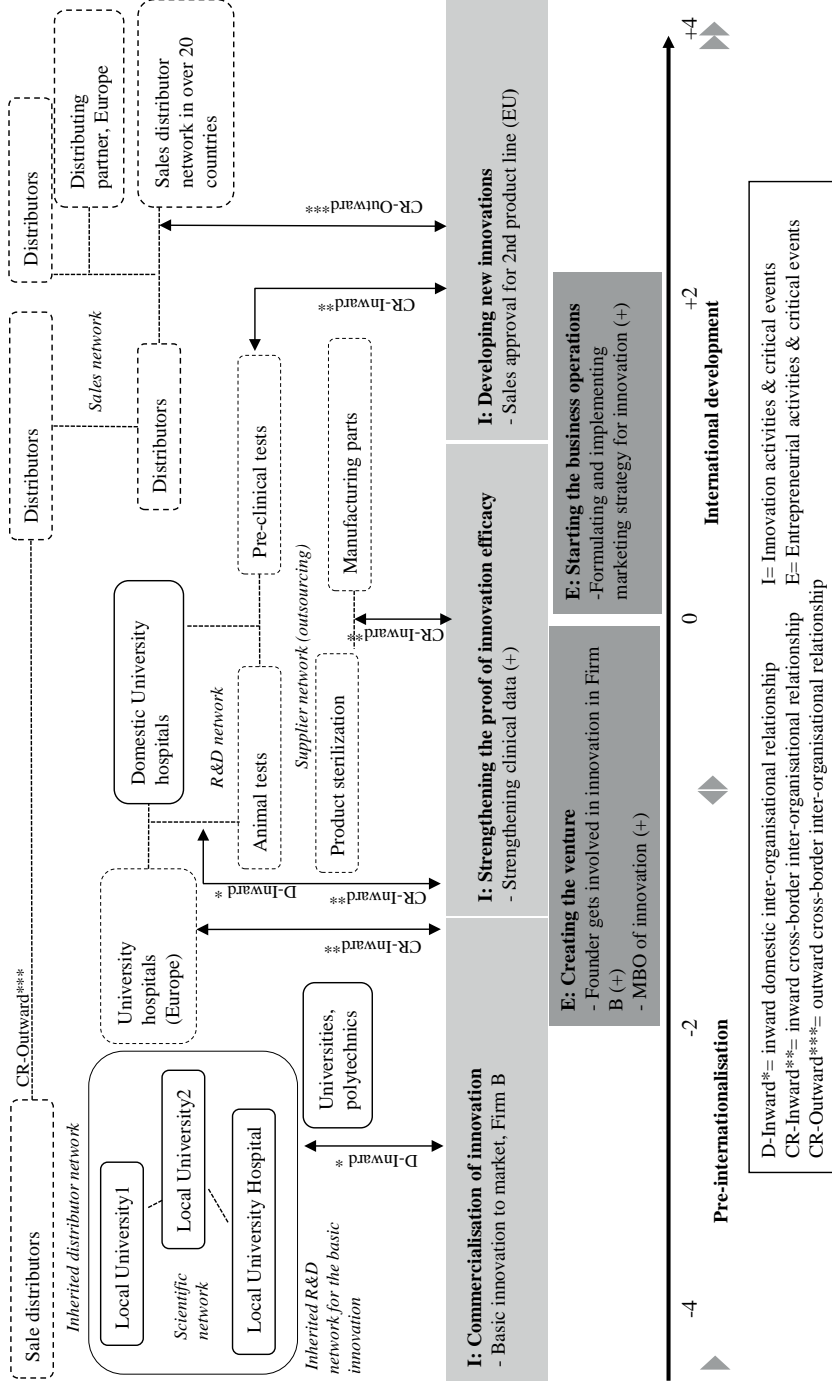 Sale distributors
CR-Outward***
Distributors
Distributors
Inherited distributor network
Sales network
Distributing
partner, Europe
Sales distributor
network in over 20
countries
Distributors
Local University1
Local University2
Local University Hospital
Scientific
network
Inherited R&D
network for the basic
innovation
Universities,
polytechnics
University
hospitals
(Europe)
Domestic University
hospitals
R&D network
Animal tests
Pre-clinical tests
Supplier network (outsourcing)
Product sterilization
Manufacturing parts
D-Inward *
CR-Inward**
D-Inward *
CR-Inward**
CR-Inward**
CR-Inward**
CR-Outward***
I: Commercialisation of innovation
- Basic innovation to market, Firm B
I: Strengthening the proof of innovation efficacy
- Strengthening clinical data (+)
I: Developing new innovations
- Sales approval for 2nd product line (EU)
E: Creating the venture
- Founder gets involved in innovation in Firm
B (+)
- MBO of innovation (+)
E: Starting the business operations
-Formulating and implementing
marketing strategy for innovation (+)
-4
-2
0
+2
+4
Pre-internationalisation
International development
D-Inward*= inward domestic inter-organisational relationship
CR-Inward**= inward cross-border inter-organisational relationship
CR-Outward***= outward cross-border inter-organisational relationship
I= Innovation activities & critical events
E= Entrepreneurial activities & critical events